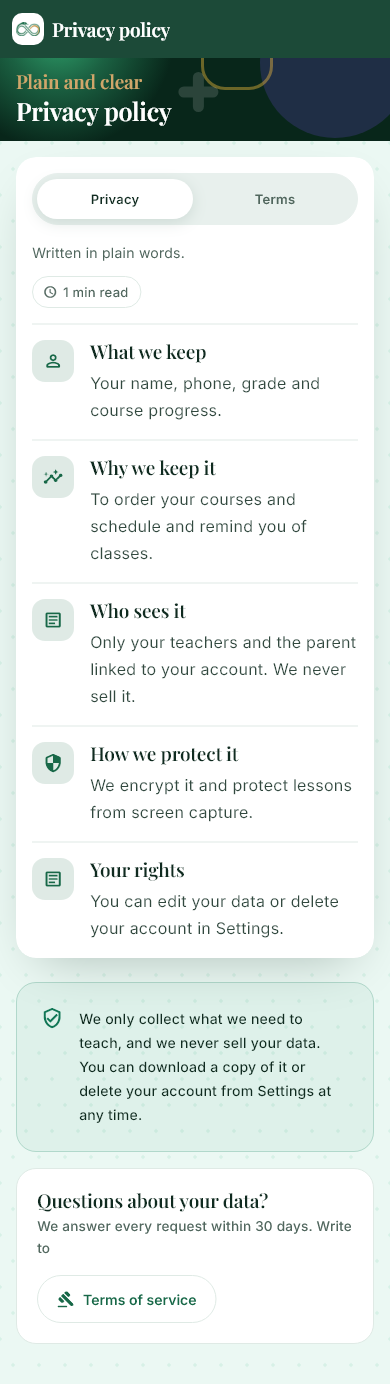 Privacy policy
Plain and clear
Privacy policy
Privacy
Terms
Written in plain words.
1 min read
What we keep
Your name, phone, grade and
course progress.
Why we keep it
To order your courses and
schedule and remind you of
classes.
Who sees it
Only your teachers and the parent
linked to your account. We never
sell it.
How we protect it
We encrypt it and protect lessons
from screen capture.
Your rights
You can edit your data or delete
your account in Settings.
We only collect what we need to
teach, and we never sell your data.
You can download a copy of it or
delete your account from Settings at
any time.
Questions about your data?
We answer every request within 30 days. Write
to
Terms of service